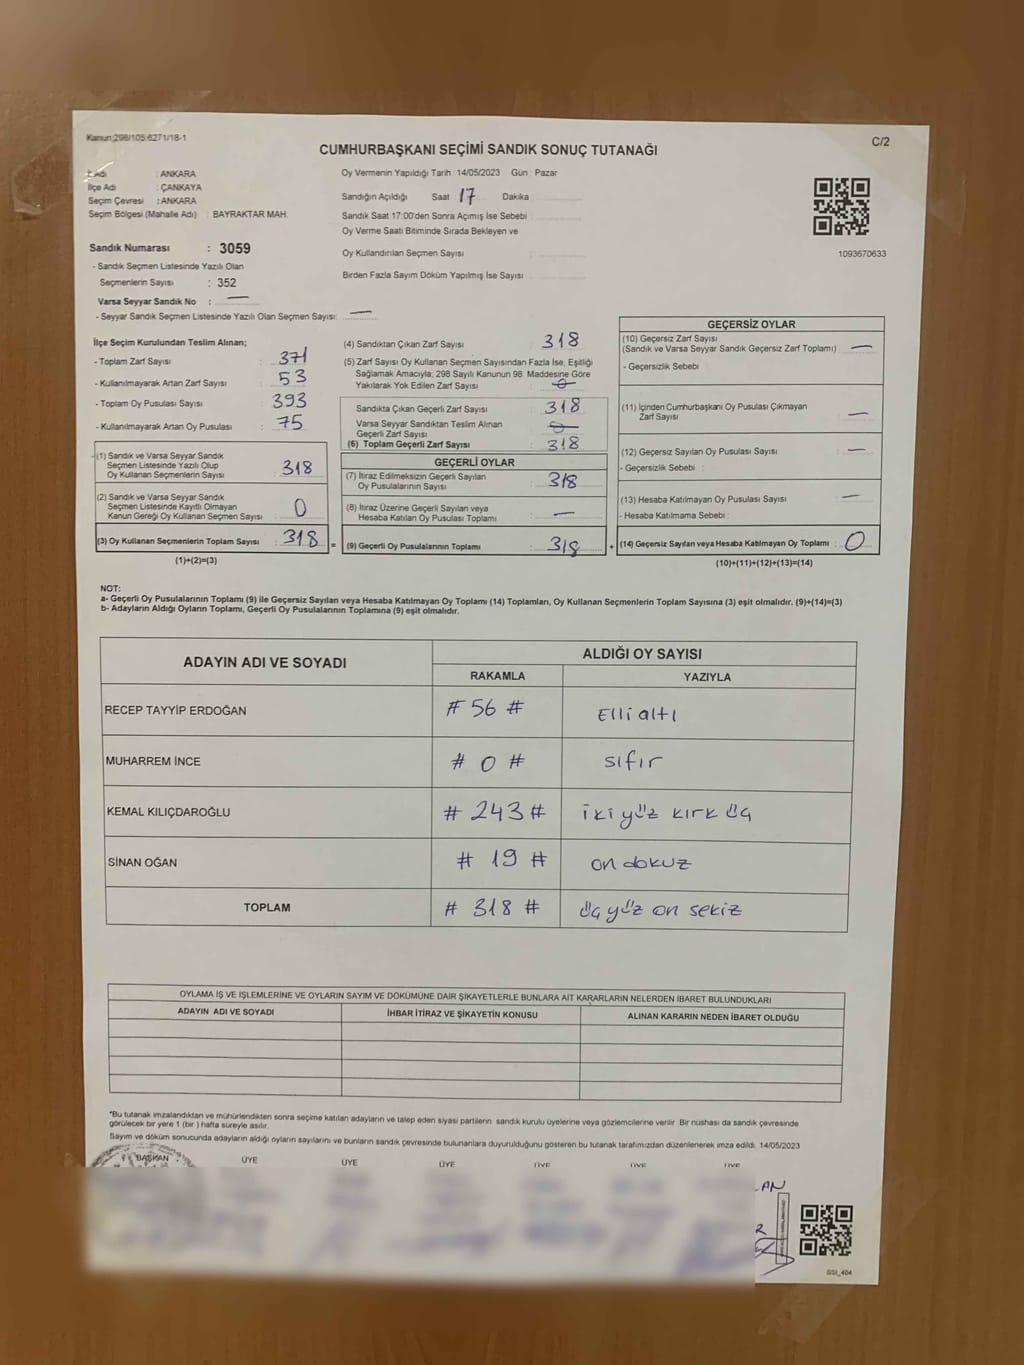 Kanun:298/105:6271/18-1
C/2
CUMHURBAŞKANI SEÇİMİ SANDIK SONUÇ TUTANAĞI
Adı : ANKARA
İlçe Adı : ÇANKAYA
Seçim Çevresi : ANKARA
Seçim Bölgesi (Mahalle Adı) : BAYRAKTAR MAH.
Oy Vermenin Yapıldığı Tarih 14/05/2023 Gün : Pazar
Sandığın Açıldığı Saat 17 Dakika
Sandık Saat 17:00'den Sonra Açımış İse Sebebi
Oy Verme Saati Bitiminde Sırada Bekleyen ve
Oy Kullandırılan Seçmen Sayısı :
Birden Fazla Sayım Döküm Yapılmış İse Sayısı
1093670633
Sandık Numarası : 3059
- Sandık Seçmen Listesinde Yazılı Olan
Seçmenlerin Sayısı : 352
Varsa Seyyar Sandık No : —
- Seyyar Sandık Seçmen Listesinde Yazılı Olan Seçmen Sayısı: —
İlçe Seçim Kurulundan Teslim Alınan;
- Toplam Zarf Sayısı : 371
- Kullanılmayarak Artan Zarf Sayısı : 53
- Toplam Oy Pusulası Sayısı : 393
- Kullanılmayarak Artan Oy Pusulası : 75
(1) Sandık ve Varsa Seyyar Sandık
Seçmen Listesinde Yazılı Olup
Oy Kullanan Seçmenlerin Sayısı : 318
(2) Sandık ve Varsa Seyyar Sandık
Seçmen Listesinde Kayıtlı Olmayan
Kanun Gereği Oy Kullanan Seçmen Sayısı : 0
(3) Oy Kullanan Seçmenlerin Toplam Sayısı : 318 =
(1)+(2)=(3)
(4) Sandıktan Çıkan Zarf Sayısı : 318
(5) Zarf Sayısı Oy Kullanan Seçmen Sayısından Fazla İse, Eşitliği
Sağlamak Amacıyla; 298 Sayılı Kanunun 98. Maddesine Göre
Yakılarak Yok Edilen Zarf Sayısı : 0
Sandıkta Çıkan Geçerli Zarf Sayısı : 318
Varsa Seyyar Sandıktan Teslim Alınan
Geçerli Zarf Sayısı : 0
(6) Toplam Geçerli Zarf Sayısı : 318
GEÇERLİ OYLAR
(7) İtiraz Edilmeksizin Geçerli Sayılan
Oy Pusulalarının Sayısı : 318
(8) İtiraz Üzerine Geçerli Sayılan veya
Hesaba Katılan Oy Pusulası Toplamı : —
(9) Geçerli Oy Pusulalarının Toplamı : 318 +
GEÇERSİZ OYLAR
(10) Geçersiz Zarf Sayısı
(Sandık ve Varsa Seyyar Sandık Geçersiz Zarf Toplamı) : —
- Geçersizlik Sebebi :
(11) İçinden Cumhurbaşkanı Oy Pusulası Çıkmayan
Zarf Sayısı : —
(12) Geçersiz Sayılan Oy Pusulası Sayısı : —
- Geçersizlik Sebebi :
(13) Hesaba Katılmayan Oy Pusulası Sayısı : —
- Hesaba Katılmama Sebebi :
(14) Geçersiz Sayılan veya Hesaba Katılmayan Oy Toplamı : 0
(10)+(11)+(12)+(13)=(14)
NOT:
a- Geçerli Oy Pusulalarının Toplamı (9) ile Geçersiz Sayılan veya Hesaba Katılmayan Oy Toplamı (14) Toplamları, Oy Kullanan Seçmenlerin Toplam Sayısına (3) eşit olmalıdır. (9)+(14)=(3)
b- Adayların Aldığı Oyların Toplamı, Geçerli Oy Pusulalarının Toplamına (9) eşit olmalıdır.
ADAYIN ADI VE SOYADI ALDIĞI OY SAYISI
RAKAMLA YAZIYLA
RECEP TAYYİP ERDOĞAN # 56 # Elli altı
MUHARREM İNCE # 0 # sıfır
KEMAL KILIÇDAROĞLU # 243 # iki yüz kırk üç
SİNAN OĞAN # 19 # on dokuz
TOPLAM # 318 # üç yüz on sekiz
OYLAMA İŞ VE İŞLEMLERİNE VE OYLARIN SAYIM VE DÖKÜMÜNE DAİR ŞİKAYETLERLE BUNLARA AİT KARARLARIN NELERDEN İBARET BULUNDUKLARI
ADAYIN ADI VE SOYADI İHBAR İTİRAZ VE ŞİKAYETİN KONUSU ALINAN KARARIN NEDEN İBARET OLDUĞU
*Bu tutanak imzalandıktan ve mühürlendikten sonra seçime katılan adayların ve talep eden siyasi partilerin sandık kurulu üyelerine veya gözlemcilerine verilir. Bir nüshası da sandık çevresinde
görülecek bir yere 1 (bir) hafta süreyle asılır.
Sayım ve döküm sonucunda adayların aldığı oyların sayılarını ve bunların sandık çevresinde bulunanlara duyurulduğunu gösteren bu tutanak tarafımızdan düzenlenerek imza edildi. 14/05/2023
BAŞKAN ÜYE ÜYE ÜYE ÜYE ÜYE ÜYE
GSI_404